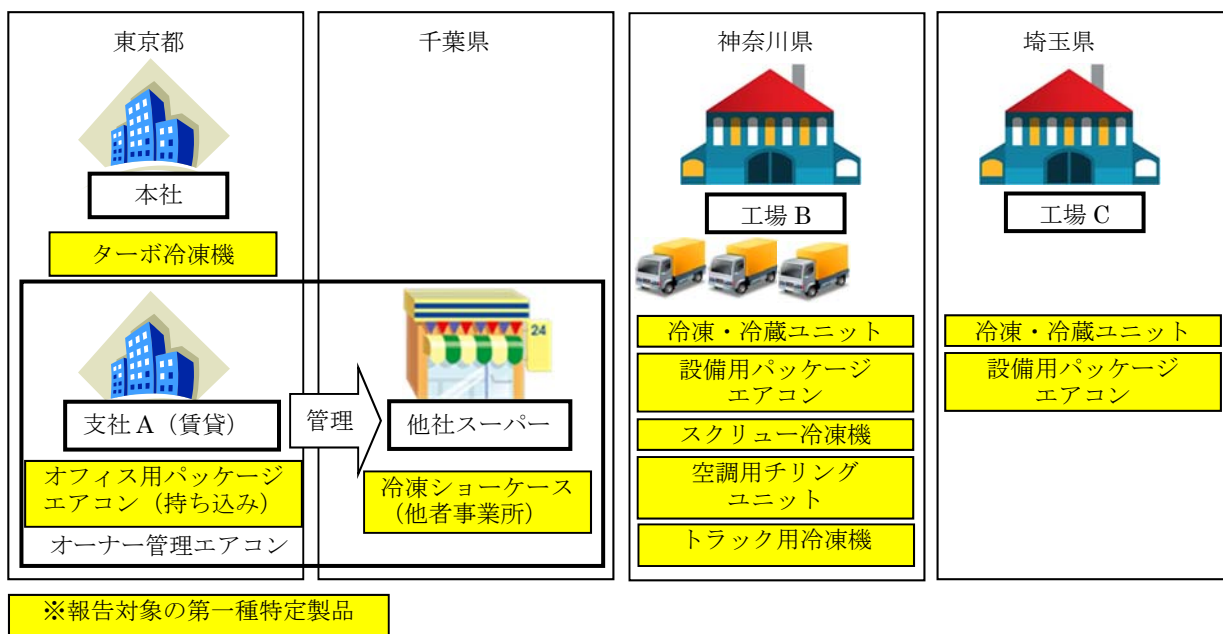 東京都
本社
ターボ冷凍機
支社 A（賃貸）
オフィス用パッケージ
エアコン（持ち込み）
オーナー管理エアコン
管理
千葉県
24
他社スーパー
冷凍ショーケース
（他者事業所）
神奈川県
工場 B
冷凍・冷蔵ユニット
設備用パッケージ
エアコン
スクリュー冷凍機
空調用チリング
ユニット
トラック用冷凍機
埼玉県
工場 C
冷凍・冷蔵ユニット
設備用パッケージ
エアコン
※報告対象の第一種特定製品